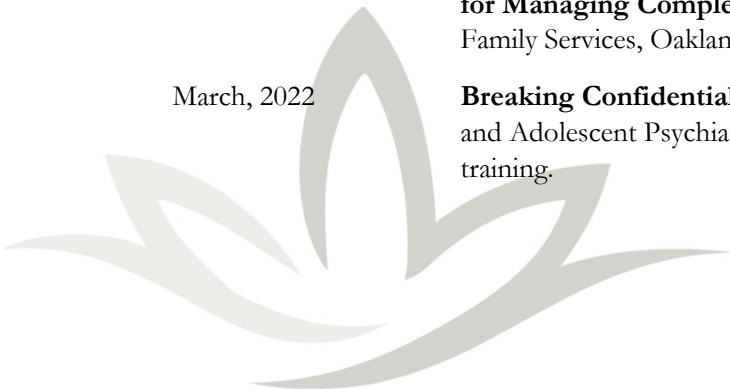 for Managing Comple
Family Services, Oaklan
March, 2022 Breaking Confidential
and Adolescent Psychia
training.